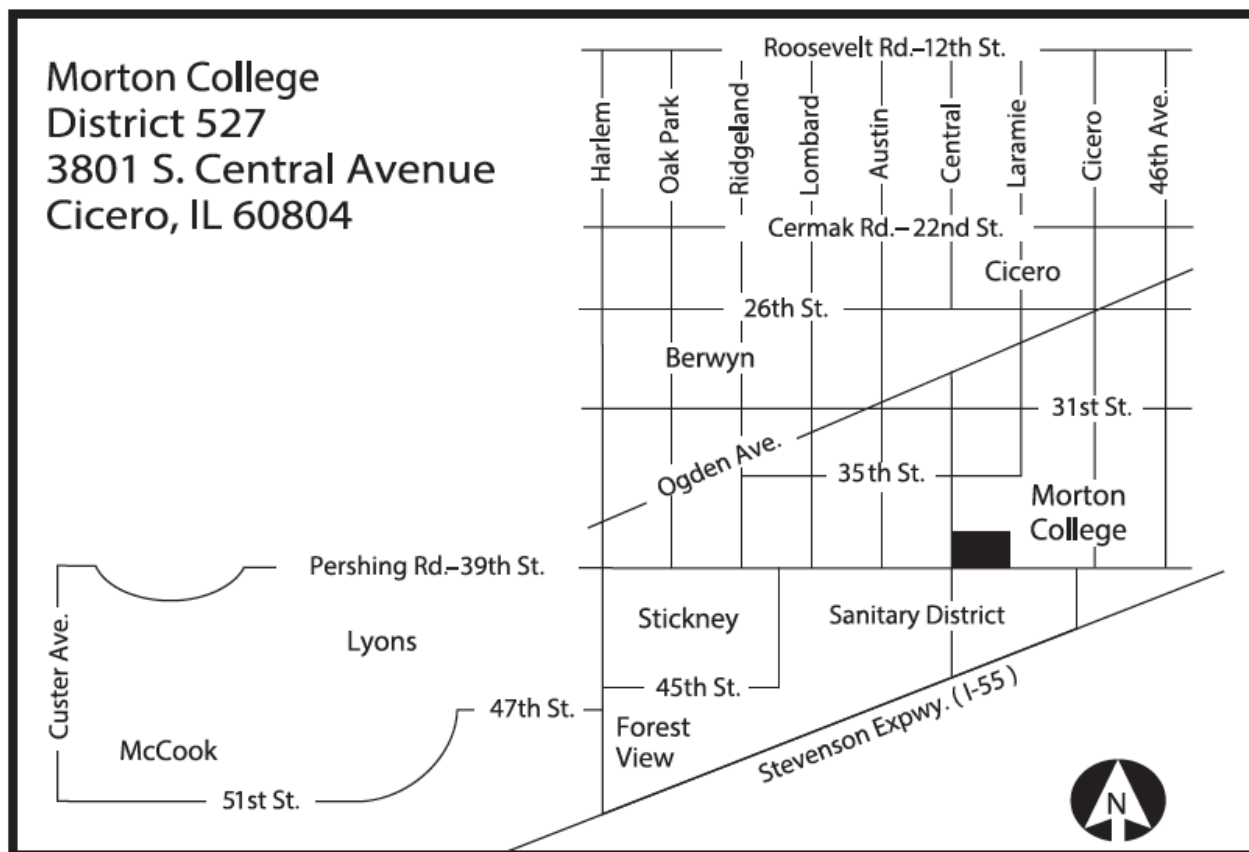 Morton College
District 527
3801 S. Central Avenue
Cicero, IL 60804
Roosevelt Rd.–12th St.
Harlem
Oak Park
Ridgeland
Lombard
Austin
Central
Laramie
Cicero
46th Ave.
Cermak Rd.–22nd St.
Cicero
26th St.
Berwyn
31st St.
Ogden Ave.
35th St.
Morton
College
Pershing Rd.–39th St.
Custer Ave.
Lyons
Stickney
Sanitary District
45th St.
47th St.
Forest
View
Stevenson Expwy. ( I-55 )
McCook
51st St.
N